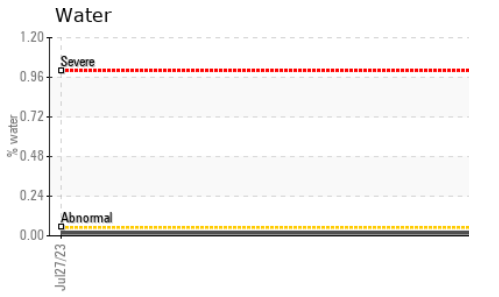 Water
1.20
Severe
0.96
0.72
% water
0.48
0.24
Abnormal
0.00
Jul27/23